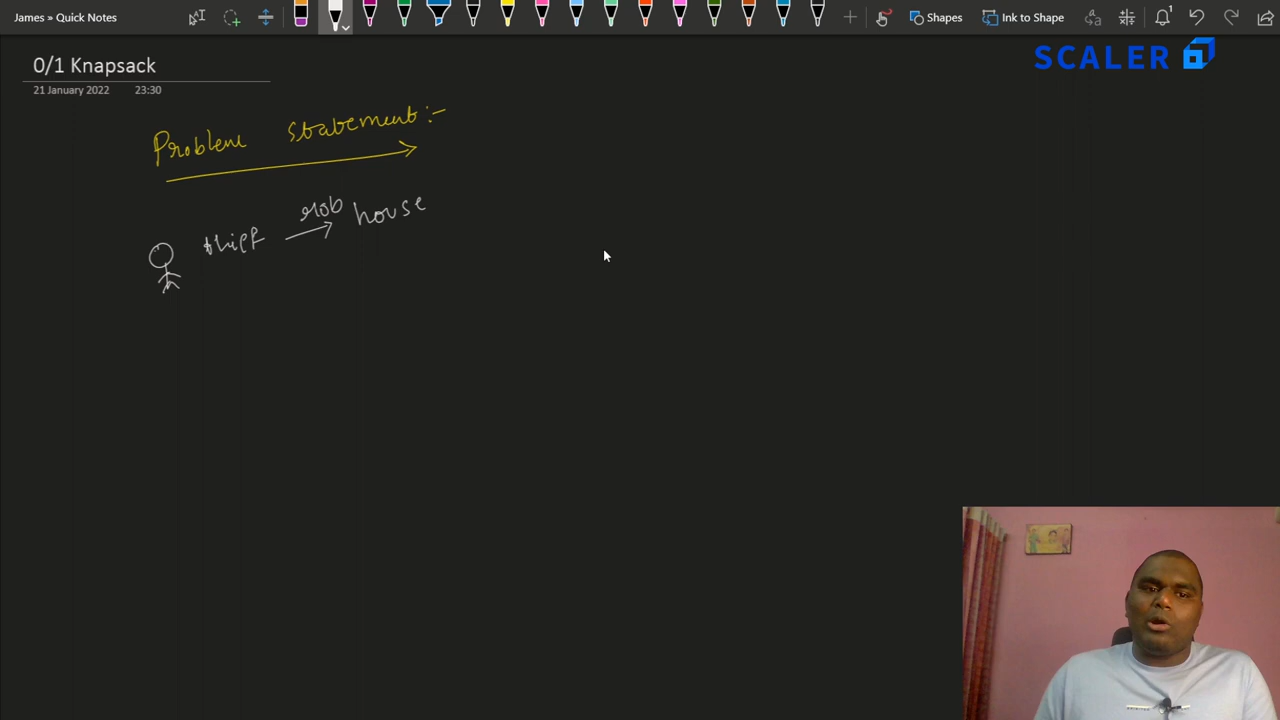 James » Quick Notes
Shapes
Ink to Shape
1
SCALER
0/1 Knapsack
21 January 2022 23:30
Problem statement:-
rob
thief → house